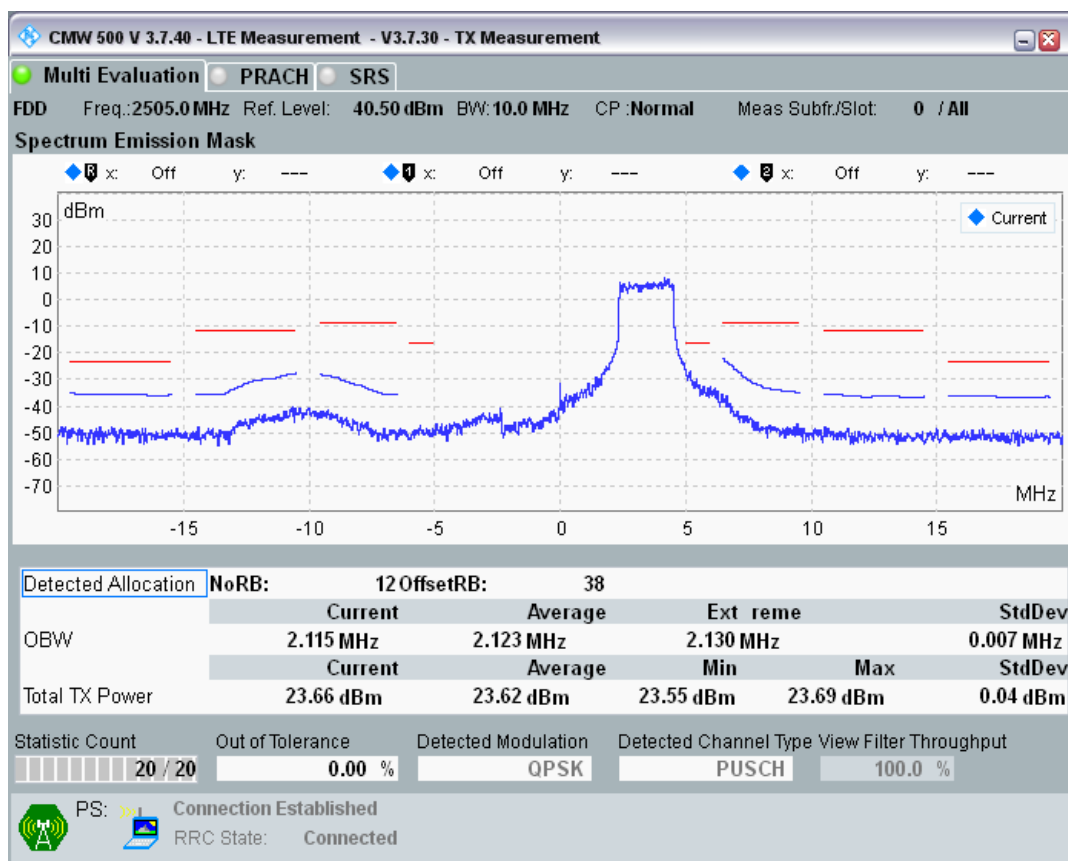 CMW 500 V 3.7.40 - LTE Measurement - V3.7.30 - TX Measurement
Multi Evaluation PRACH SRS
FDD Freg.:2505.0 MHz Ref. Level: 40.50 dBm BW: 10.0 MHz CP :Normal Meas Subfr./Slot: 0 / All
Spectrum Emission Mask
R x: Off y: --- 1 x: Off y: --- 2 x: Off y: ---
dBm
Current
30
20
10
0
-10
-20
-30
-40
-50
-60
-70
MHz
-15 -10 -5 0 5 10 15
Detected Allocation NoRB: 12 OffsetRB: 38
Current Average Ext reme StdDev
OBW 2.115 MHz 2.123 MHz 2.130 MHz 0.007 MHz
Current Average Min Max StdDev
Total TX Power 23.66 dBm 23.62 dBm 23.55 dBm 23.69 dBm 0.04 dBm
Statistic Count Out of Tolerance Detected Modulation Detected Channel Type View Filter Throughput
20 / 20 0.00 % QPSK PUSCH 100.0 %
PS: Connection Established
RRC State: Connected